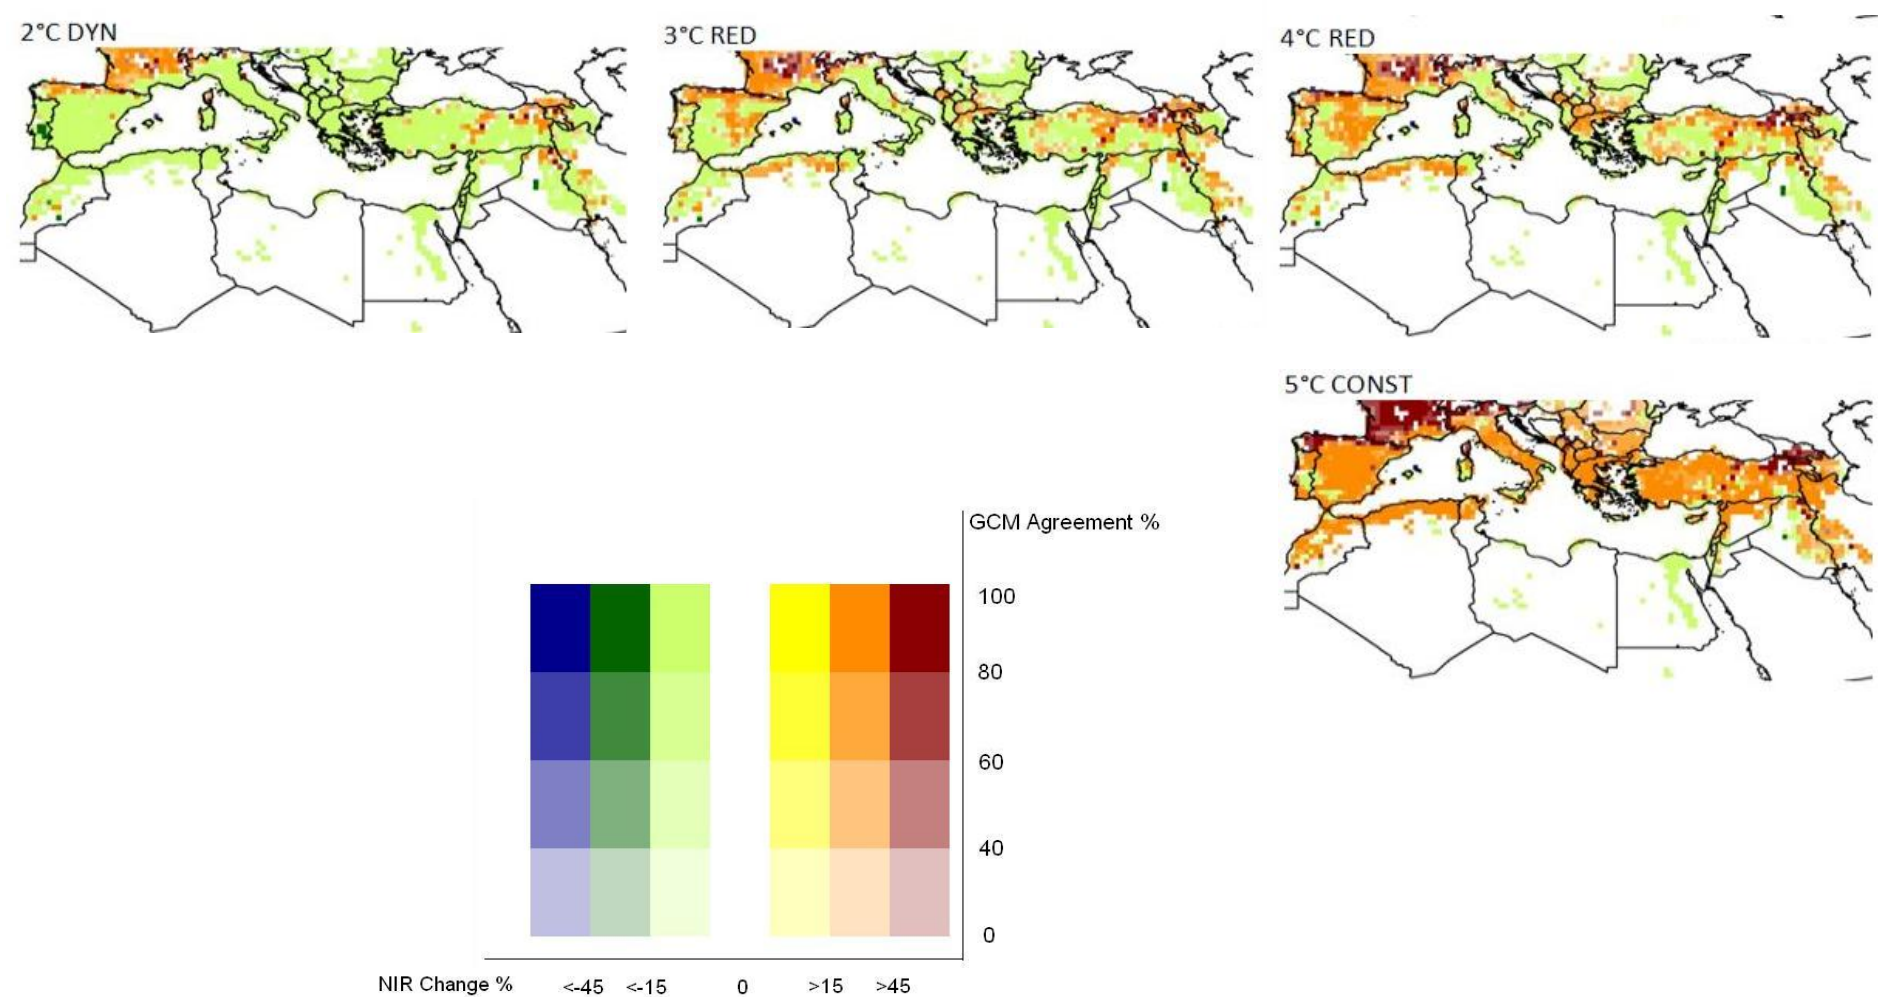 2°C DYN
3°C RED
4°C RED
5°C CONST
GCM Agreement %
100
80
60
40
0
NIR Change % <-45 <-15 0 >15 >45